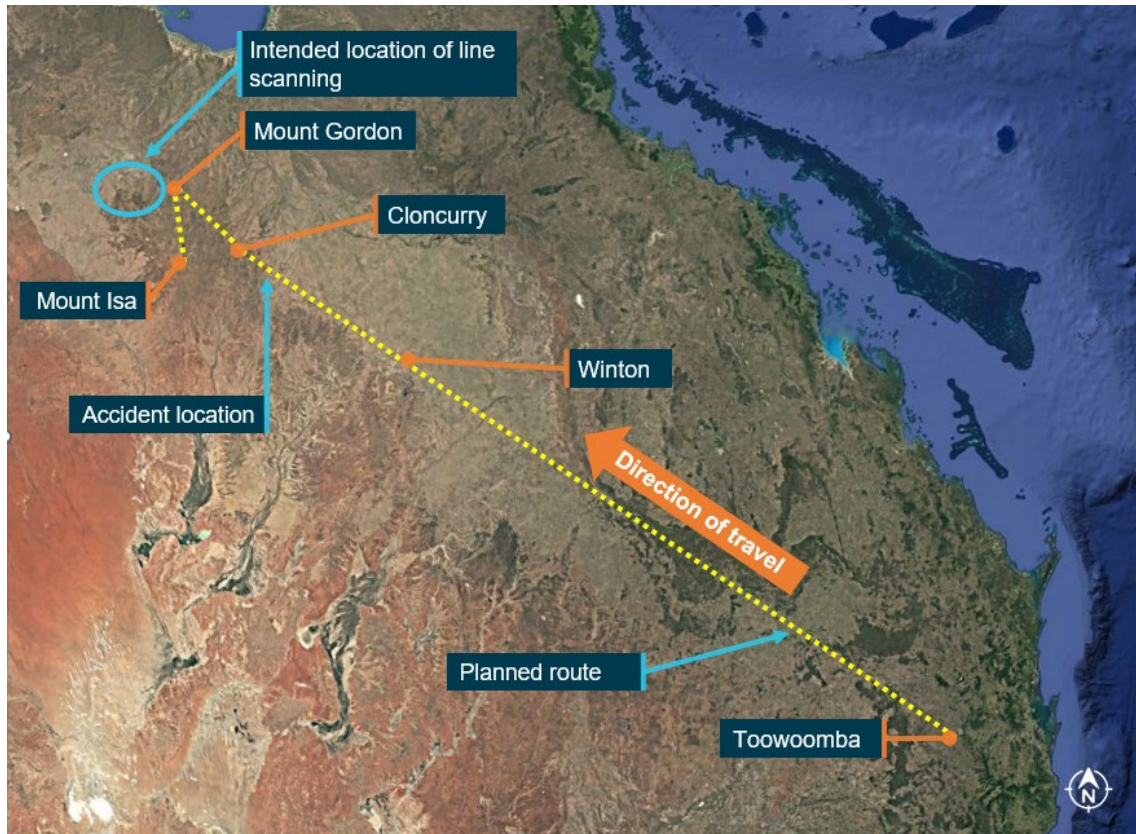 Intended location of line
scanning
Mount Gordon
Cloncurry
Mount Isa
Winton
Accident location
Direction of travel
Planned route
Toowoomba
N